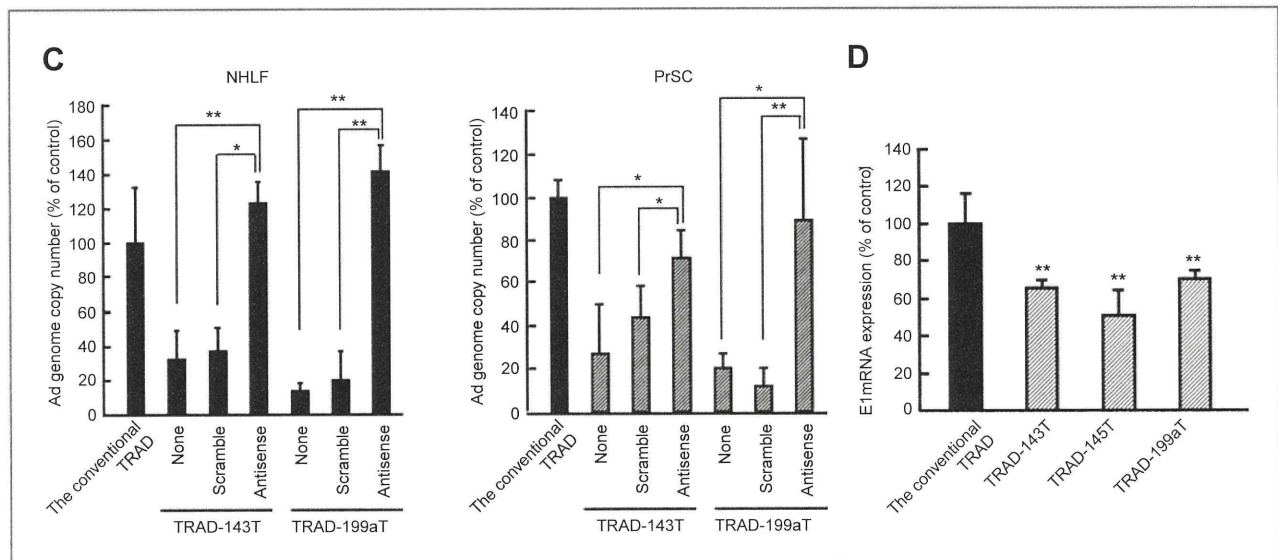 C
NHLF
Ad genome copy number (% of control)
180
160
140
120
100
80
60
40
20
0
**
*
**
**
The conventional
TRAD
None
Scramble
Antisense
None
Scramble
Antisense
TRAD-143T
TRAD-199aT
PrSC
Ad genome copy number (% of control)
140
120
100
80
60
40
20
0
*
*
*
**
The conventional
TRAD
None
Scramble
Antisense
None
Scramble
Antisense
TRAD-143T
TRAD-199aT
D
E1mRNA expression (% of control)
140
120
100
80
60
40
20
0
**
**
**
The conventional
TRAD
TRAD-143T
TRAD-145T
TRAD-199aT